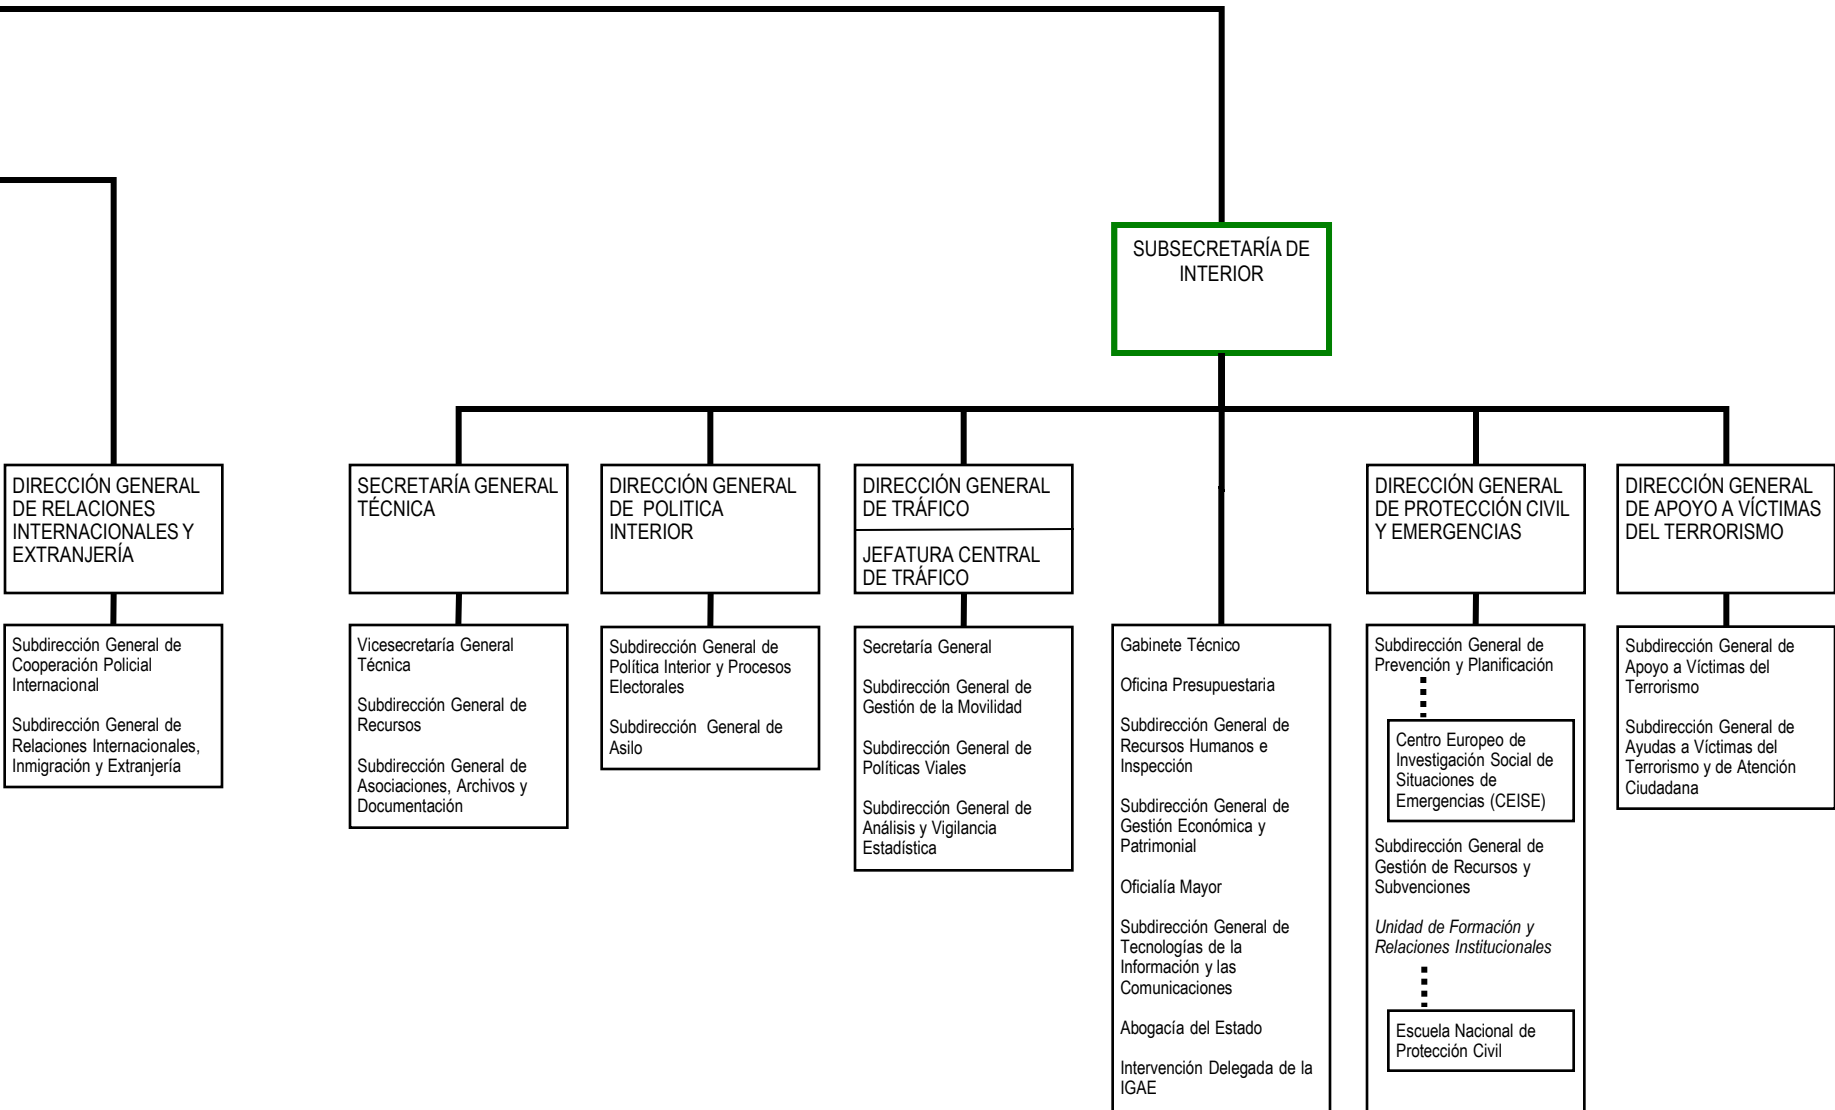 SUBSECRETARÍA DE
INTERIOR
DIRECCIÓN GENERAL
DE RELACIONES
INTERNACIONALES Y
EXTRANJERÍA
SECRETARÍA GENERAL
TÉCNICA
DIRECCIÓN GENERAL
DE POLITICA
INTERIOR
DIRECCIÓN GENERAL
DE TRÁFICO
JEFATURA CENTRAL
DE TRÁFICO
DIRECCIÓN GENERAL
DE PROTECCIÓN CIVIL
Y EMERGENCIAS
DIRECCIÓN GENERAL
DE APOYO A VÍCTIMAS
DEL TERRORISMO
Subdirección General de
Cooperación Policial
Internacional
Subdirección General de
Relaciones Internacionales,
Inmigración y Extranjería
Vicesecretaría General
Técnica
Subdirección General de
Recursos
Subdirección General de
Asociaciones, Archivos y
Documentación
Subdirección General de
Política Interior y Procesos
Electorales
Subdirección General de
Asilo
Secretaría General
Subdirección General de
Gestión de la Movilidad
Subdirección General de
Políticas Viales
Subdirección General de
Análisis y Vigilancia
Estadística
Gabinete Técnico
Oficina Presupuestaria
Subdirección General de
Recursos Humanos e
Inspección
Subdirección General de
Gestión Económica y
Patrimonial
Oficialía Mayor
Subdirección General de
Tecnologías de la
Información y las
Comunicaciones
Abogacía del Estado
Intervención Delegada de la
IGAE
Subdirección General de
Prevención y Planificación
Centro Europeo de
Investigación Social de
Situaciones de
Emergencias (CEISE)
Subdirección General de
Gestión de Recursos y
Subvenciones
Unidad de Formación y
Relaciones Institucionales
Escuela Nacional de
Protección Civil
Subdirección General de
Apoyo a Víctimas del
Terrorismo
Subdirección General de
Ayudas a Víctimas del
Terrorismo y de Atención
Ciudadana